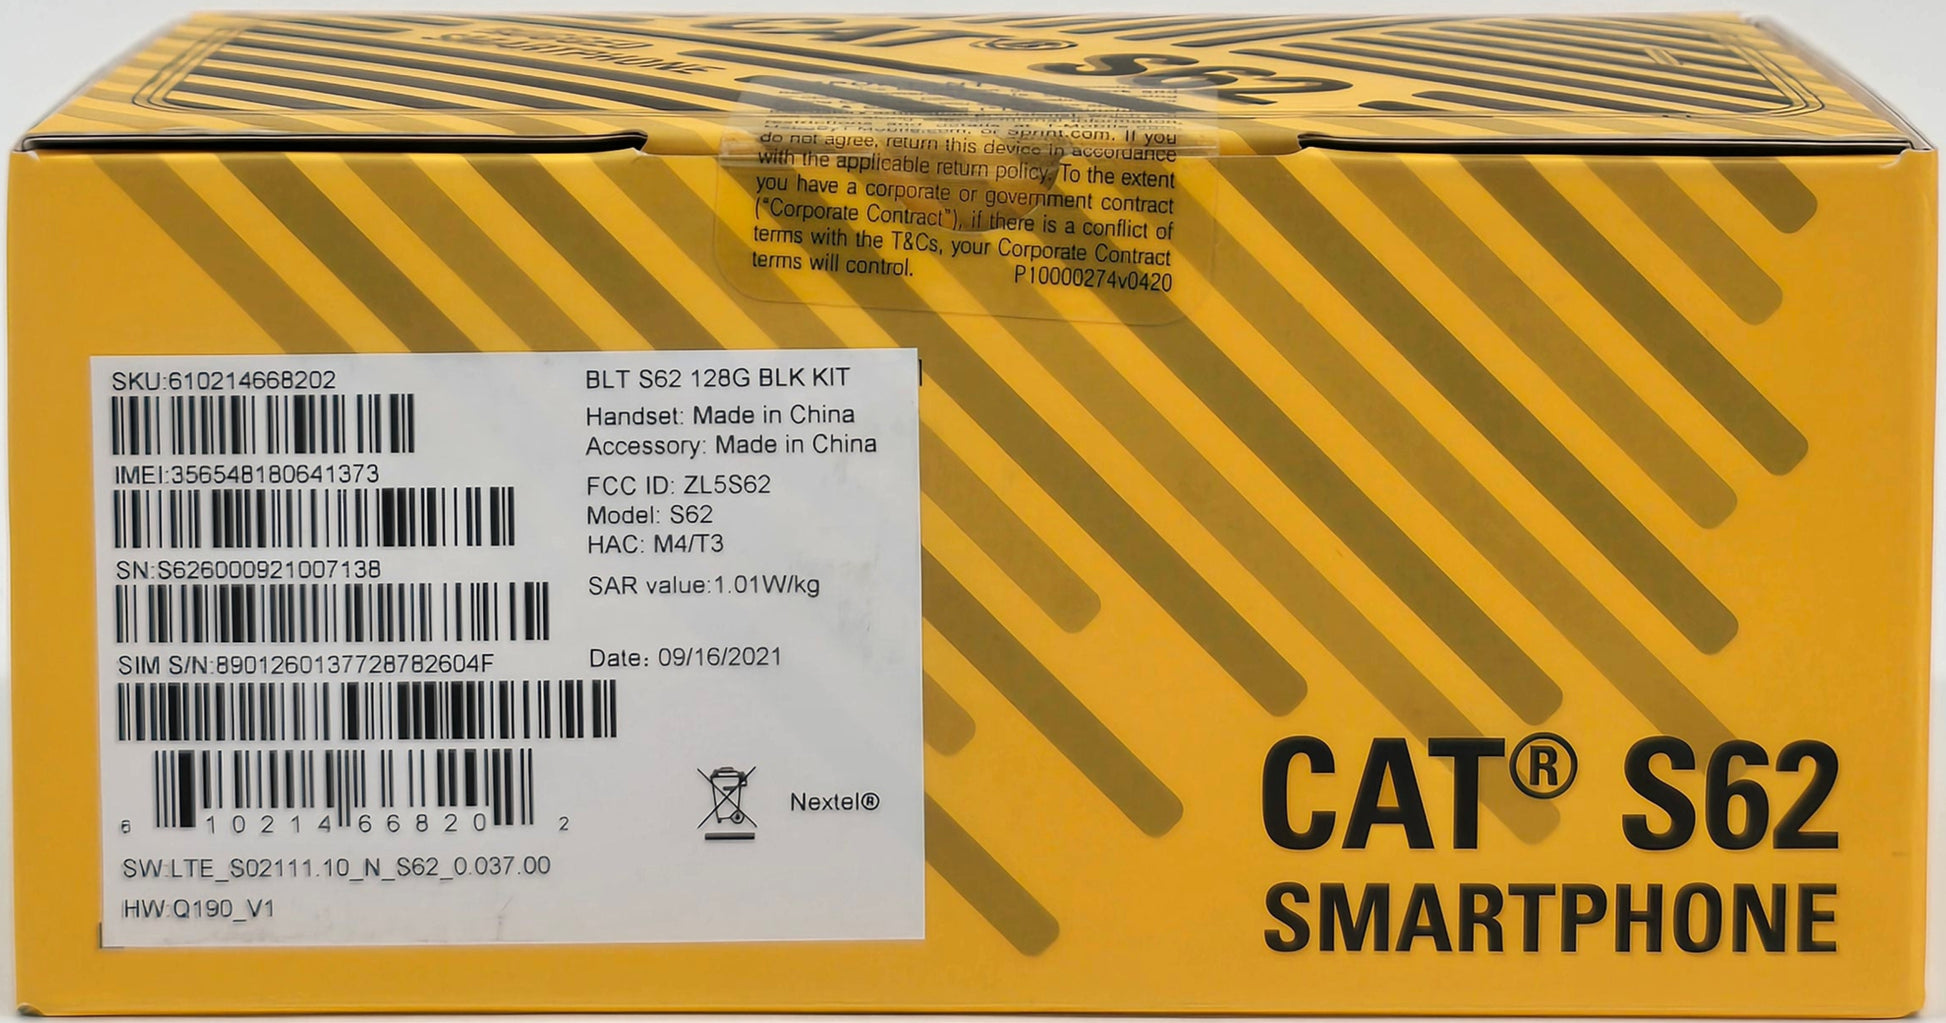 CAT® S62
SMARTPHONE
do not agree, return this device in accordance
with the applicable return policy. To the extent
you have a corporate or government contract
("Corporate Contract"), if there is a conflict of
terms with the T&Cs, your Corporate Contract
terms will control.
P10000274v0420
SKU:610214668202
IMEI:356548180641373
SN:S626000921007138
SIM S/N:8901260137728782604F
6 10214 66820 2
SW:LTE_S02111.10_N_S62_0.037.00
HW:Q190_V1
BLT S62 128G BLK KIT
Handset: Made in China
Accessory: Made in China
FCC ID: ZL5S62
Model: S62
HAC: M4/T3
SAR value:1.01W/kg
Date: 09/16/2021
Nextel®
CAT® S62
SMARTPHONE